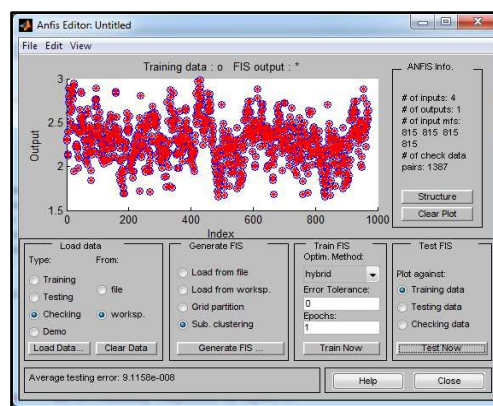 Anfis Editor: Untitled
File Edit View
Training data : o FIS output : *
3
2.5
2
1.5
Output
0 200 400 600 800 1000
Index
ANFIS Info.
# of inputs: 4
# of outputs: 1
# of input mfs:
815 815 815
815
# of check data
pairs: 1387
Structure
Clear Plot
Load data
Type: From:
Training
Testing
Checking
Demo
file
worksp.
Load Data... Clear Data
Generate FIS
Load from file
Load from worksp.
Grid partition
Sub. clustering
Generate FIS ...
Train FIS
Optim. Method:
hybrid
Error Tolerance:
0
Epochs:
1
Train Now
Test FIS
Plot against:
Training data
Testing data
Checking data
Test Now
Average testing error: 9.1158e-008
Help Close